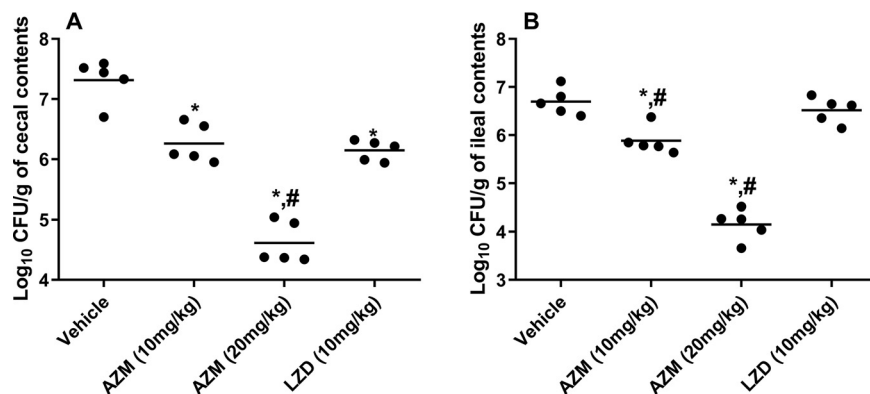 A
Log10 CFU/g of cecal contents
8
7
6
5
4
*
*,#
*
Vehicle
AZM (10mg/kg)
AZM (20mg/kg)
LZD (10mg/kg)
B
Log10 CFU/g of ileal contents
8
7
6
5
4
3
*,#
*,#
Vehicle
AZM (10mg/kg)
AZM (20mg/kg)
LZD (10mg/kg)